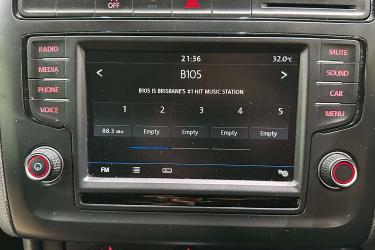 OFF
21:36 32.0°C
RADIO
MEDIA
PHONE
VOICE
< B105 >
B105 IS BRISBANE'S #1 HIT MUSIC STATION
1 2 3 4 5
88.3 MHz Empty Empty Empty Empty
FM
MUTE
SOUND
CAR
MENU